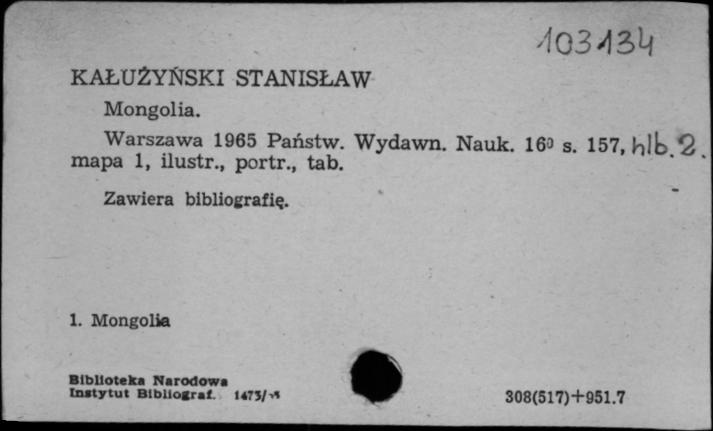 103134
KAŁUŻYŃSKI STANISŁAW
Mongolia.
Warszawa 1965 Państw. Wydawn. Nauk. 16⁰ s. 157, hlb. 2.
mapa 1, ilustr., portr., tab.
Zawiera bibliografię.
1. Mongolia
Biblioteka Narodowa
Instytut Bibliograf. 1475/
308(517)+951.7